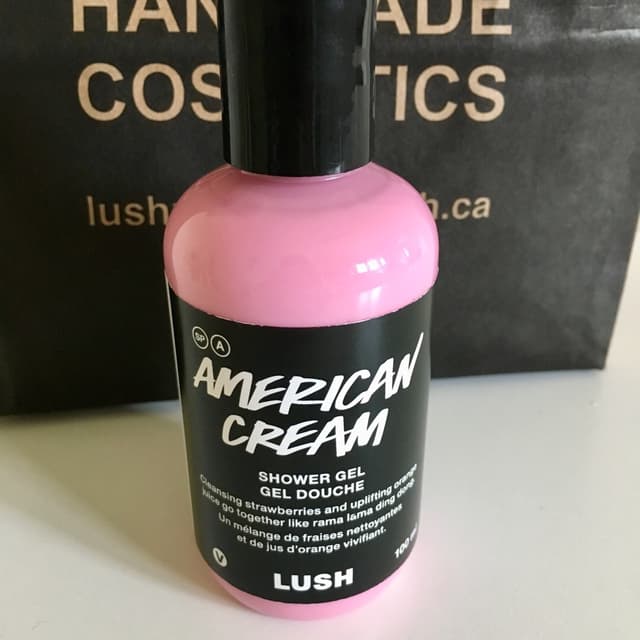 HAN ADE
COS TICS
lush h.ca
SP A
AMERICAN
CREAM
SHOWER GEL
GEL DOUCHE
Cleansing strawberries and uplifting orange
juice go together like rama lama ding dong.
Un mélange de fraises nettoyantes
et de jus d'orange vivifiant.
V
100 ml
LUSH